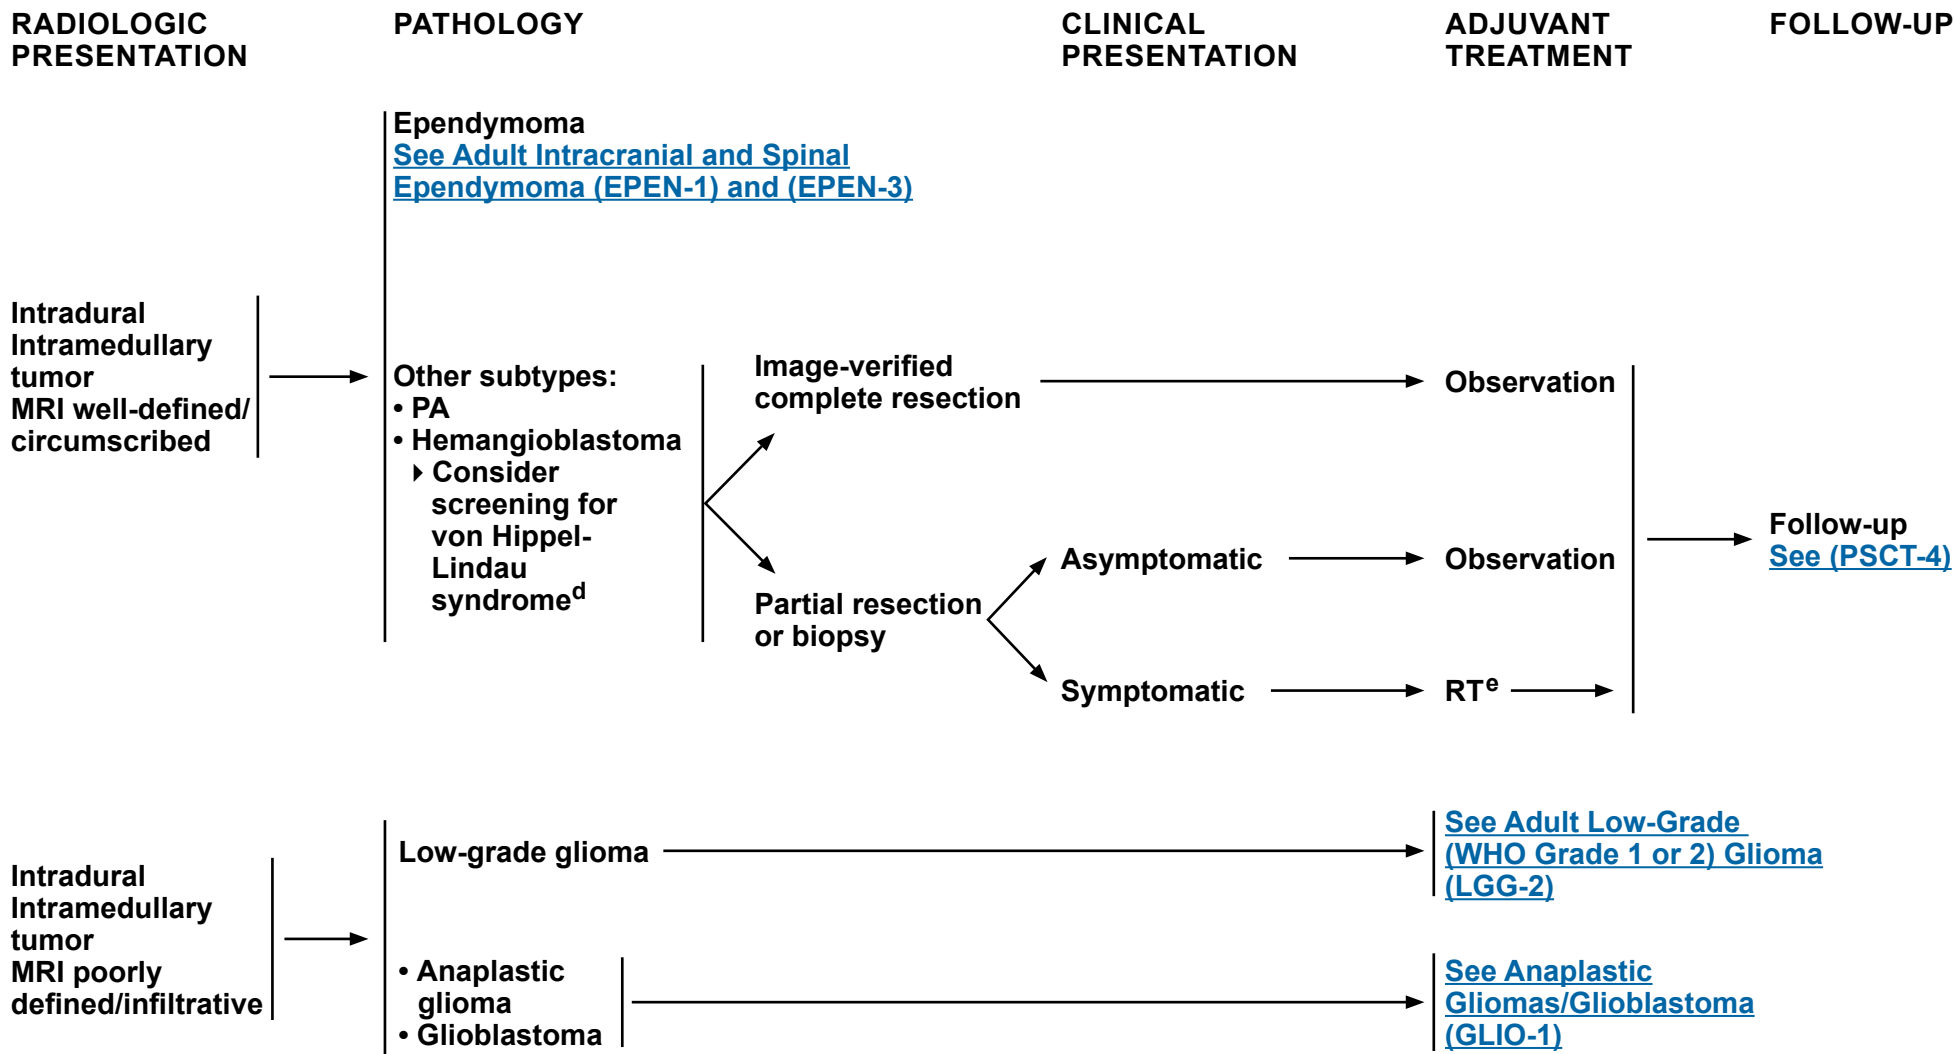 RADIOLOGIC
PRESENTATION
PATHOLOGY
CLINICAL
PRESENTATION
ADJUVANT
TREATMENT
FOLLOW-UP
Ependymoma
See Adult Intracranial and Spinal
Ependymoma (EPEN-1) and (EPEN-3)
Intradural
Intramedullary
tumor
MRI well-defined/
circumscribed
Other subtypes:
• PA
• Hemangioblastoma
Consider
screening for
von Hippel-
Lindau
syndromed
Image-verified
complete resection
Observation
Partial resection
or biopsy
Asymptomatic
Observation
Symptomatic
RTe
Follow-up
See (PSCT-4)
Intradural
Intramedullary
tumor
MRI poorly
defined/infiltrative
Low-grade glioma
See Adult Low-Grade
(WHO Grade 1 or 2) Glioma
(LGG-2)
• Anaplastic
glioma
• Glioblastoma
See Anaplastic
Gliomas/Glioblastoma
(GLIO-1)